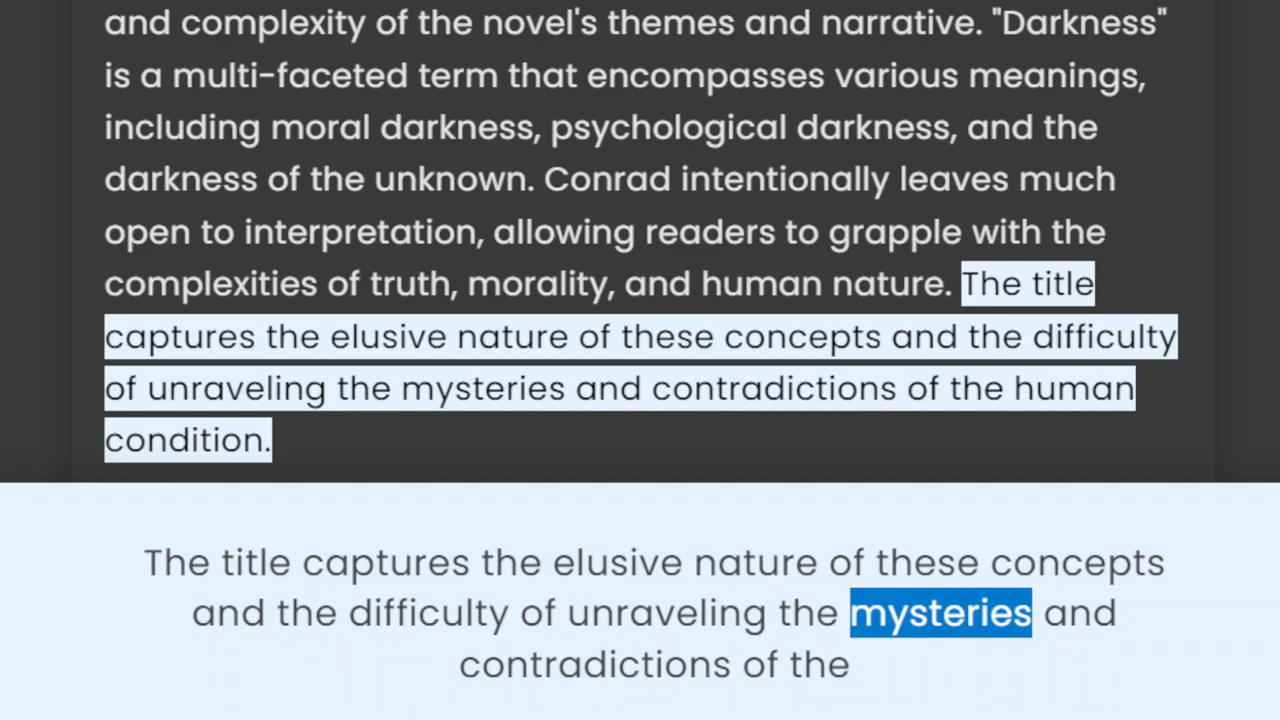 and complexity of the novel's themes and narrative. "Darkness"
is a multi-faceted term that encompasses various meanings,
including moral darkness, psychological darkness, and the
darkness of the unknown. Conrad intentionally leaves much
open to interpretation, allowing readers to grapple with the
complexities of truth, morality, and human nature. The title
captures the elusive nature of these concepts and the difficulty
of unraveling the mysteries and contradictions of the human
condition.
The title captures the elusive nature of these concepts
and the difficulty of unraveling the mysteries and
contradictions of the